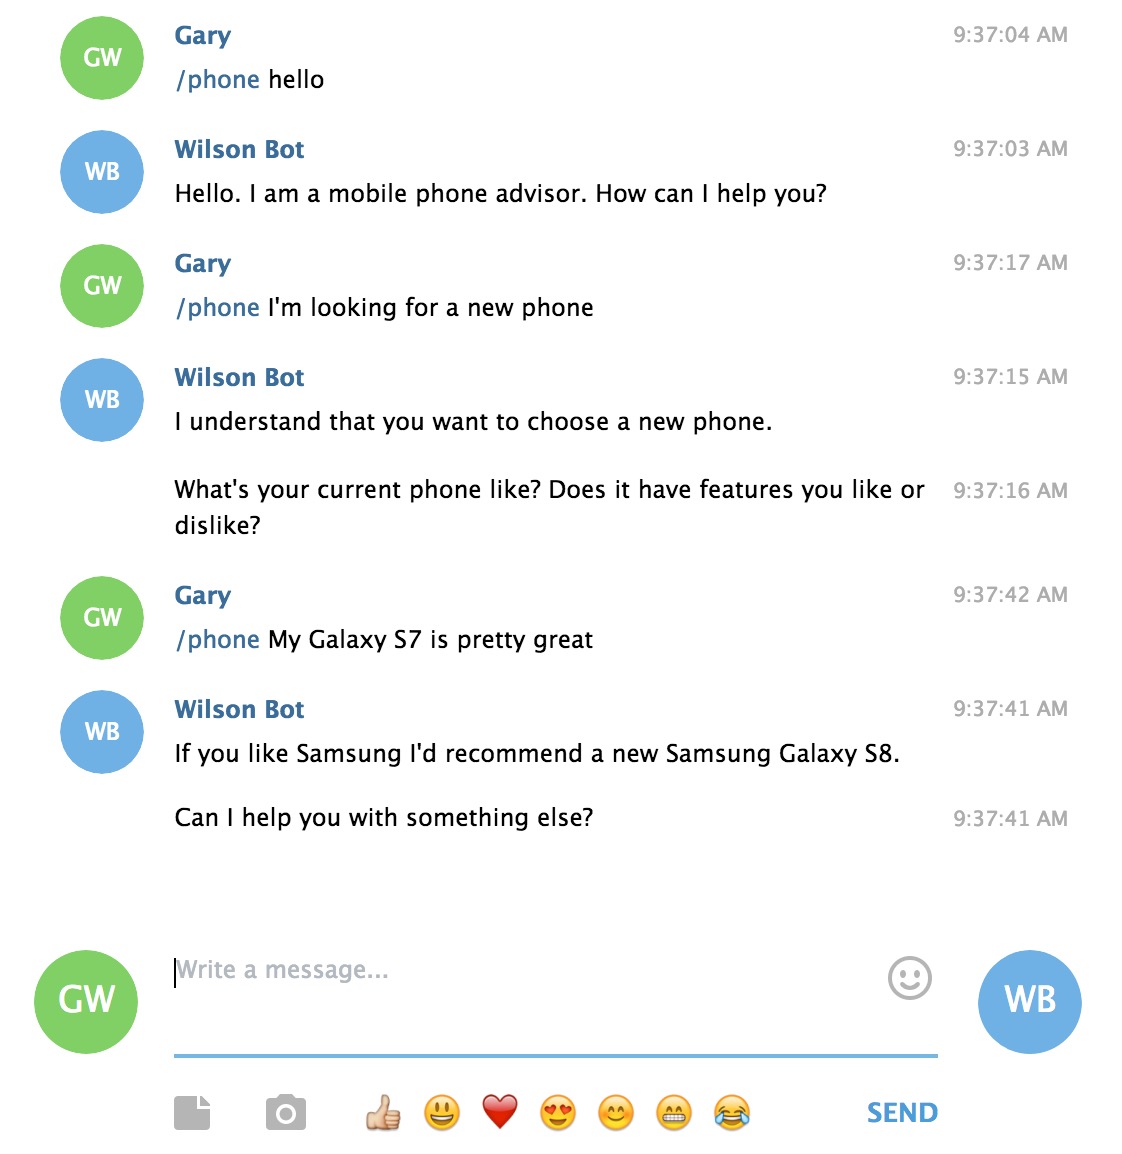 GW
Gary
9:37:04 AM
/phone hello
WB
Wilson Bot
9:37:03 AM
Hello. I am a mobile phone advisor. How can I help you?
GW
Gary
9:37:17 AM
/phone I'm looking for a new phone
WB
Wilson Bot
9:37:15 AM
I understand that you want to choose a new phone.
What's your current phone like? Does it have features you like or
9:37:16 AM
dislike?
GW
Gary
9:37:42 AM
/phone My Galaxy S7 is pretty great
WB
Wilson Bot
9:37:41 AM
If you like Samsung I'd recommend a new Samsung Galaxy S8.
Can I help you with something else?
9:37:41 AM
GW
Write a message...
WB
SEND